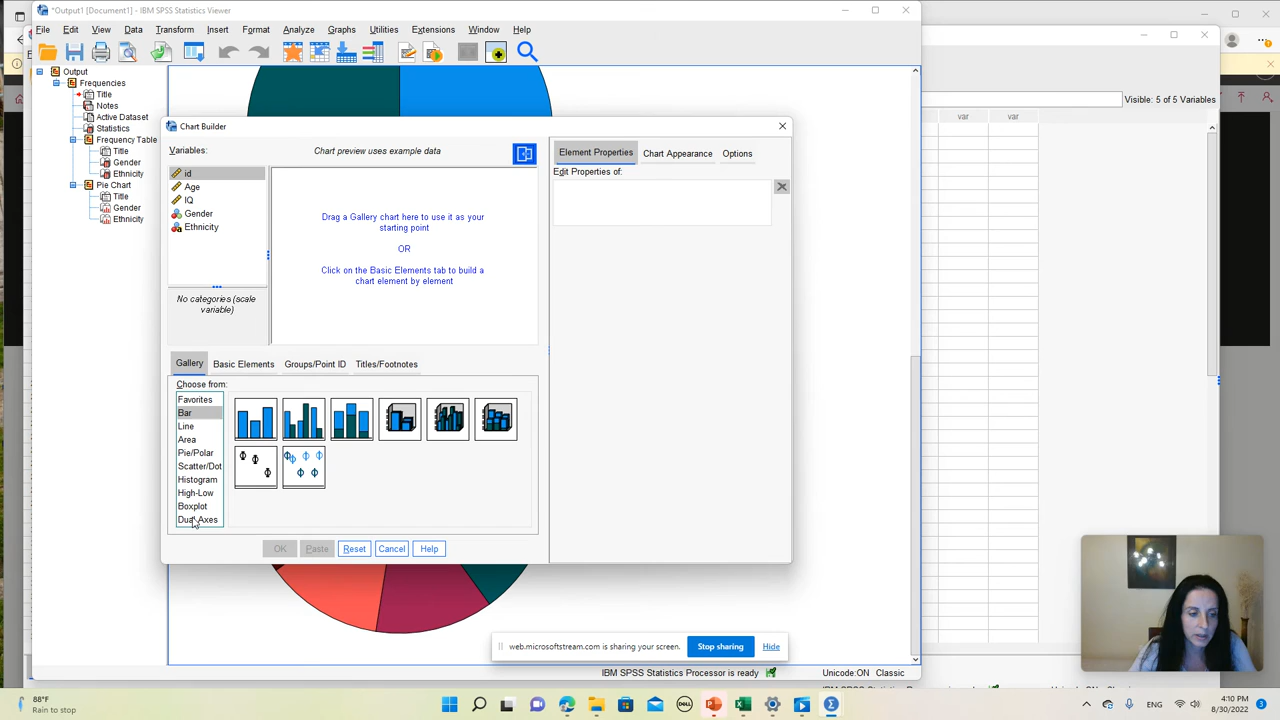 *Output1 [Document1] - IBM SPSS Statistics Viewer
File Edit View Data Transform Insert Format Analyze Graphs Utilities Extensions Window Help
Output
Frequencies
Title
Notes
Active Dataset
Statistics
Frequency Table
Title
Gender
Ethnicity
Pie Chart
Title
Gender
Ethnicity
Visible: 5 of 5 Variables
var var
Chart Builder
Variables:
Chart preview uses example data
id
Age
IQ
Gender
Ethnicity
No categories (scale
variable)
Drag a Gallery chart here to use it as your
starting point
OR
Click on the Basic Elements tab to build a
chart element by element
Element Properties Chart Appearance Options
Edit Properties of:
Gallery Basic Elements Groups/Point ID Titles/Footnotes
Choose from:
Favorites
Bar
Line
Area
Pie/Polar
Scatter/Dot
Histogram
High-Low
Boxplot
Dual Axes
OK Paste Reset Cancel Help
web.microsoftstream.com is sharing your screen.
Stop sharing
Hide
IBM SPSS Statistics Processor is ready
Unicode:ON Classic
88°F
Rain to stop
DELL
4:10 PM
8/30/2022